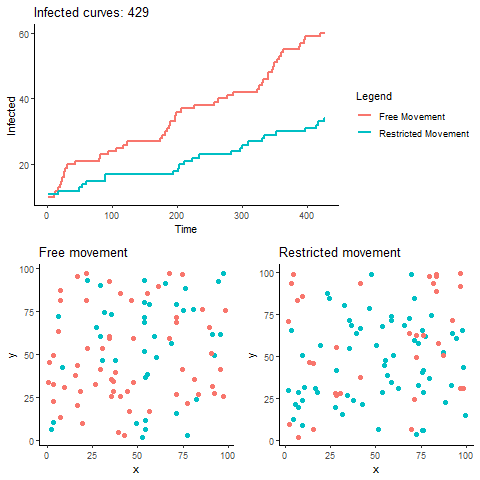 Infected curves: 429
60
40
20
Infected
0
100
200
300
400
Time
Legend
Free Movement
Restricted Movement
Free movement
100
75
50
25
0
y
0
25
50
75
100
x
Restricted movement
100
75
50
25
0
y
0
25
50
75
100
x